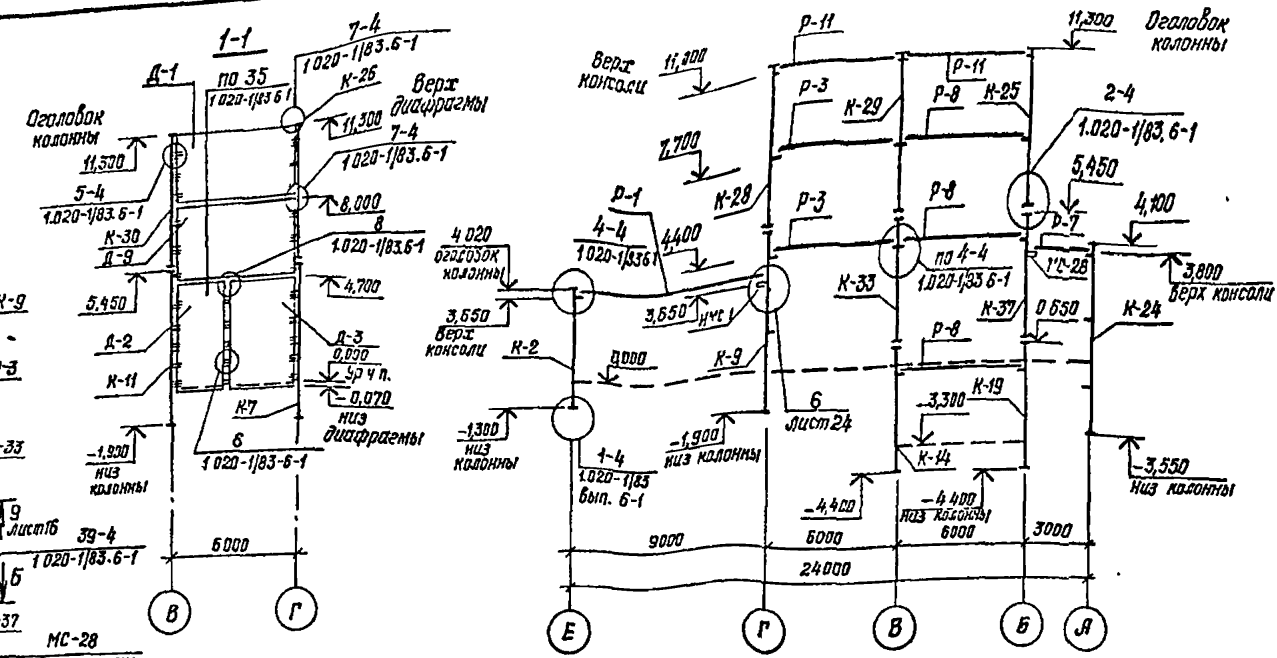 1-1
7-4
1.020-1/83.6-1
Д-1
по 35
1.020-1/83.6-1
К-26
Верх
диафрагмы
Оголовок
колонны
11,300
11,300
7-4
1.020-1/83.6-1
5-4
1.020-1/83.6-1
8,000
К-30
8
1.020-1/83.6-1
Д-9
5,450
4,700
К-9
Д-2
Д-3
0,000
ур.ч.п.
К-11
-0,070
низ
диафрагмы
К-7
-33
-1,900
низ
колонны
6
1.020-1/83-6-1
9
лист16
39-4
1.020-1/83.6-1
6000
Б
-37
МС-28
В
Г
Верх
консоли
11,300
Р-11
11,300
Оголовок
колонны
Р-11
Р-3
К-29
Р-8
К-25
2-4
1.020-1/83.6-1
7,700
5,450
К-28
Р-1
Р-3
Р-8
Р-7
4,100
4-4
1.020-1/83.6-1
4,400
4.020
оголовок
колонны
по 4-4
1.020-1/83.6-1
МС-28
3,800
верх консоли
3,650
верх
консоли
3,650
К-33
К-37
0.650
К-24
К-2
0,000
К-9
Р-8
К-19
6
лист 24
-3,300
-1,300
низ
колонны
-1,900
низ колонны
К-14
1-4
1.020-1/83
вып. 6-1
-3,550
низ колонны
-4,400
-4,400
низ колонны
9000
6000
6000
3000
24000
Е
Г
В
Б
А